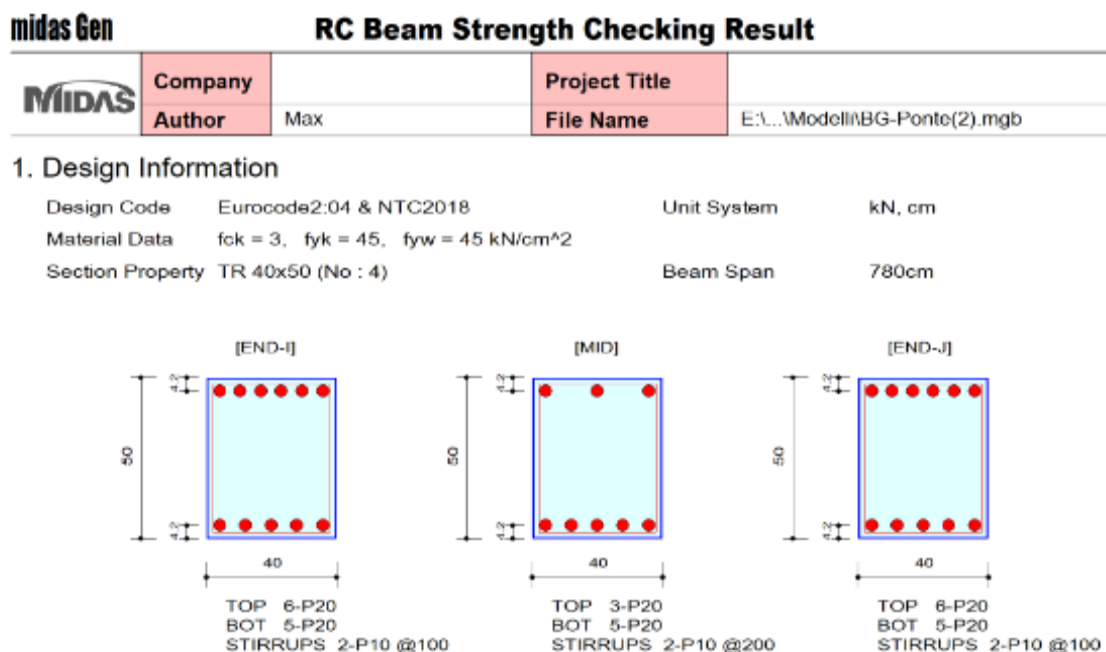 midas Gen RC Beam Strength Checking Result
MIDAS Company Project Title
Author Max File Name E:\...\Modelli\BG-Ponte(2).mgb
1. Design Information
Design Code Eurocode2:04 & NTC2018 Unit System kN, cm
Material Data fck = 3, fyk = 45, fyw = 45 kN/cm^2
Section Property TR 40x50 (No : 4) Beam Span 780cm
[END-I] [MID] [END-J]
4.2 4.2 4.2
50 50 50
4.2 4.2 4.2
40 40 40
TOP 6-P20 TOP 3-P20 TOP 6-P20
BOT 5-P20 BOT 5-P20 BOT 5-P20
STIRRUPS 2-P10 @100 STIRRUPS 2-P10 @200 STIRRUPS 2-P10 @100